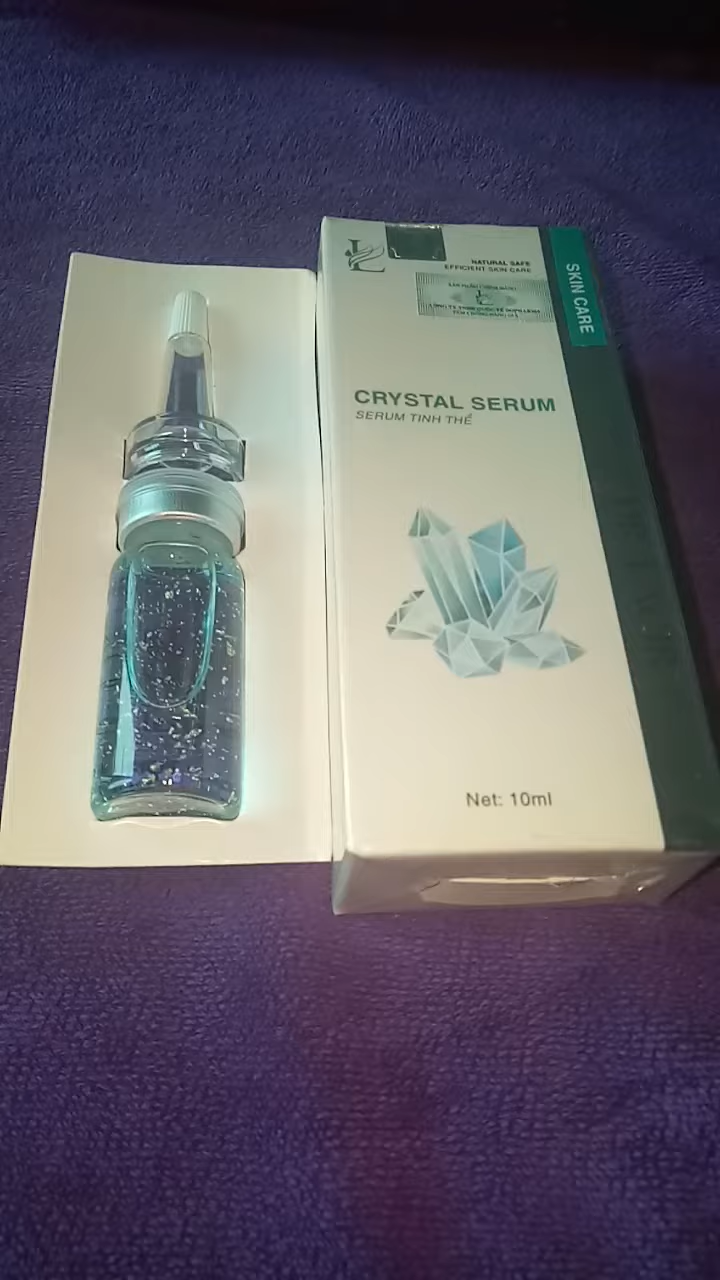 NATURAL SAFE
EFFICIENT SKIN CARE
SKIN CARE
CRYSTAL SERUM
SERUM TINH THỂ
Net: 10ml